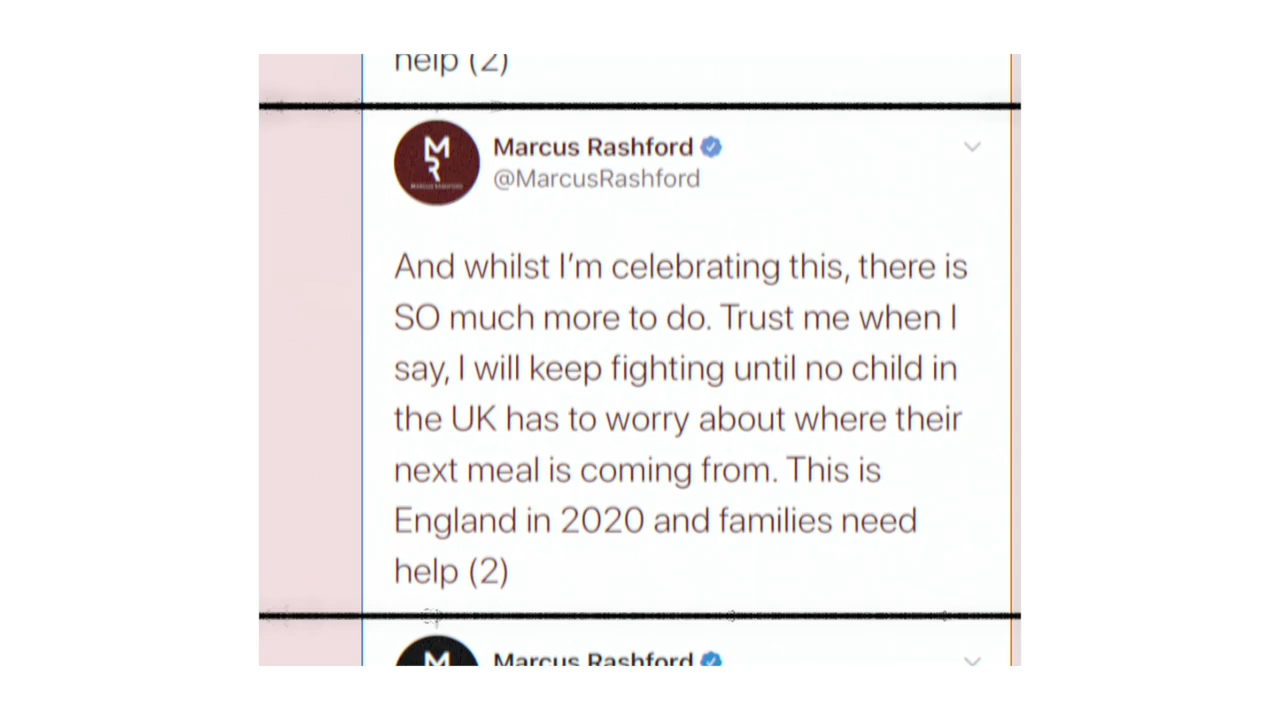 help (2)
Marcus Rashford
@MarcusRashford
And whilst I'm celebrating this, there is
SO much more to do. Trust me when I
say, I will keep fighting until no child in
the UK has to worry about where their
next meal is coming from. This is
England in 2020 and families need
help (2)
Marcus Rashford